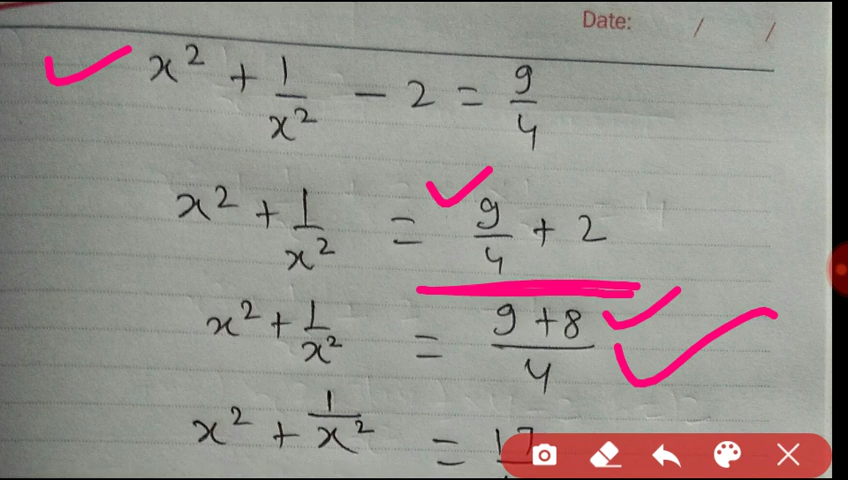 Date: / /
x² + 1/x² - 2 = 9/4
x² + 1/x² = 9/4 + 2
x² + 1/x² = (9 + 8)/4
x² + 1/x² = 17